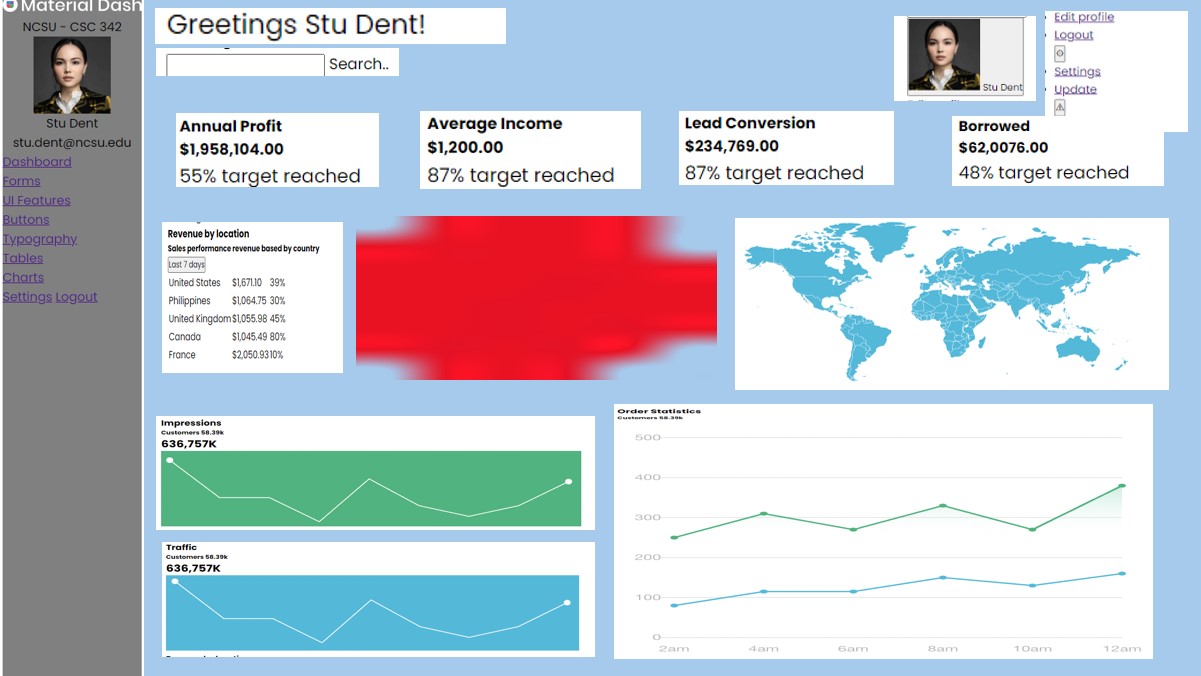 Material Dash
NCSU - CSC 342
Stu Dent
stu.dent@ncsu.edu
Dashboard
Forms
UI Features
Buttons
Typography
Tables
Charts
Settings Logout
Greetings Stu Dent!
Search..
Stu Dent
Edit profile
Logout
Settings
Update
Annual Profit
$1,958,104.00
55% target reached
Average Income
$1,200.00
87% target reached
Lead Conversion
$234,769.00
87% target reached
Borrowed
$62,0076.00
48% target reached
Revenue by location
Sales performance revenue based by country
Last 7 days
United States $1,671.10 39%
Philippines $1,064.75 30%
United Kingdom $1,055.98 45%
Canada $1,045.49 80%
France $2,050.93 10%
Impressions
Customers 58.39k
636,757K
Traffic
Customers 58.39k
636,757K
Order Statistics
Customers 58.39k
500
400
300
200
100
0
2am 4am 6am 8am 10am 12am